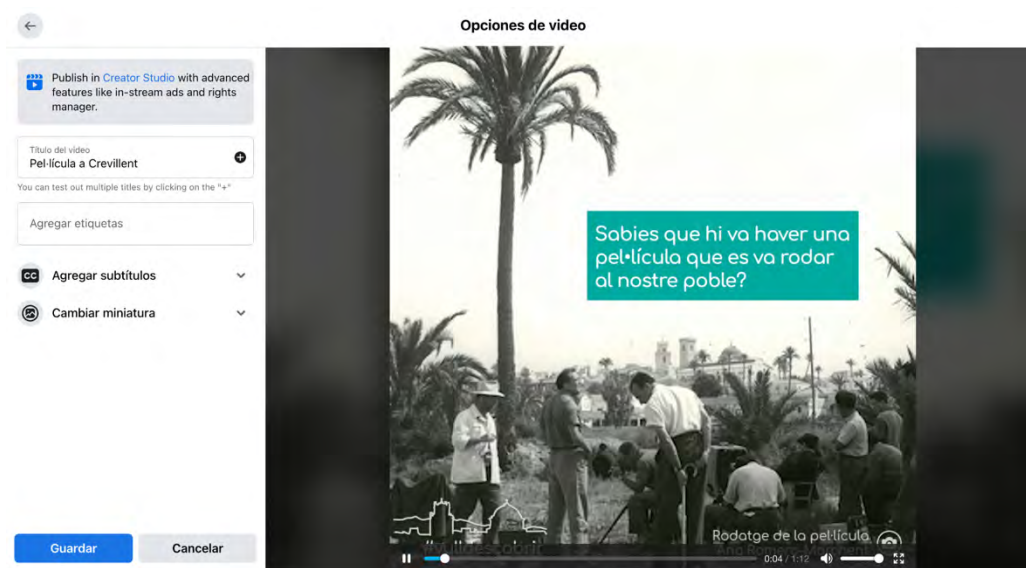 Opciones de video
Publish in Creator Studio with advanced
features like in-stream ads and rights
manager.
Título del video
Pel·lícula a Crevillent
You can test out multiple titles by clicking on the "+"
Agregar etiquetas
CC Agregar subtítulos
Cambiar miniatura
Guardar Cancelar
Sabies que hi va haver una
pel•lícula que es va rodar
al nostre poble?
#Vulldescobrir
Rodatge de la pel·lícula
0:04 / 1:12